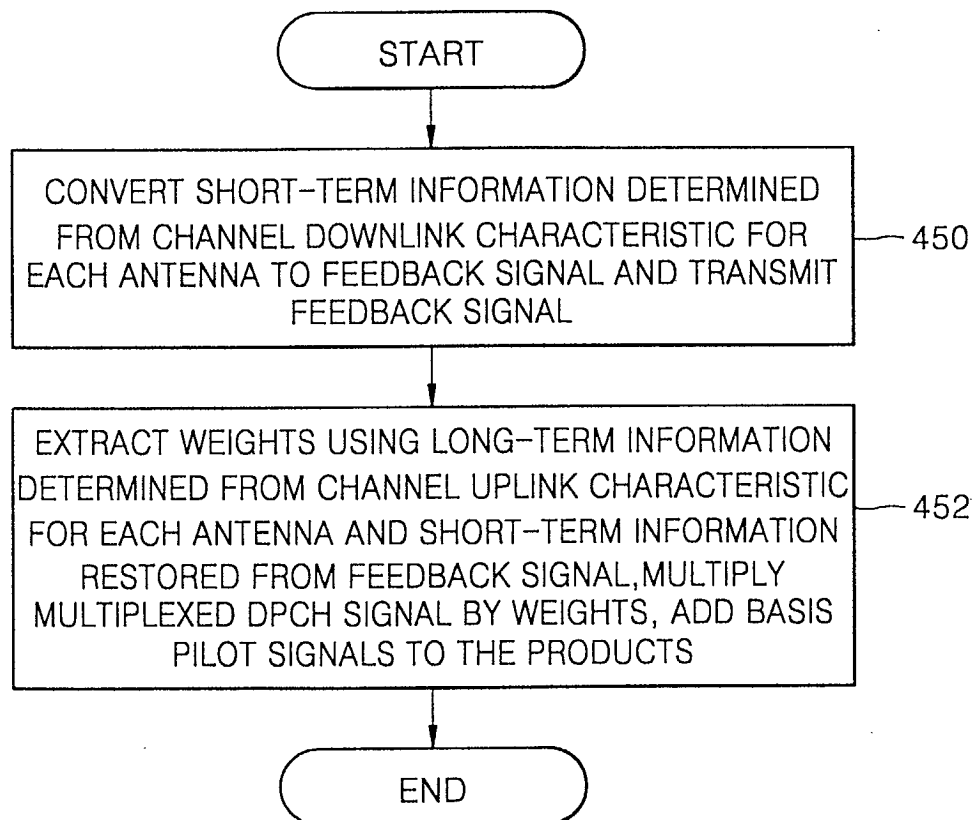 START
CONVERT SHORT-TERM INFORMATION DETERMINED
FROM CHANNEL DOWNLINK CHARACTERISTIC FOR
EACH ANTENNA TO FEEDBACK SIGNAL AND TRANSMIT
FEEDBACK SIGNAL
450
EXTRACT WEIGHTS USING LONG-TERM INFORMATION
DETERMINED FROM CHANNEL UPLINK CHARACTERISTIC
FOR EACH ANTENNA AND SHORT-TERM INFORMATION
RESTORED FROM FEEDBACK SIGNAL,MULTIPLY
MULTIPLEXED DPCH SIGNAL BY WEIGHTS, ADD BASIS
PILOT SIGNALS TO THE PRODUCTS
452
END